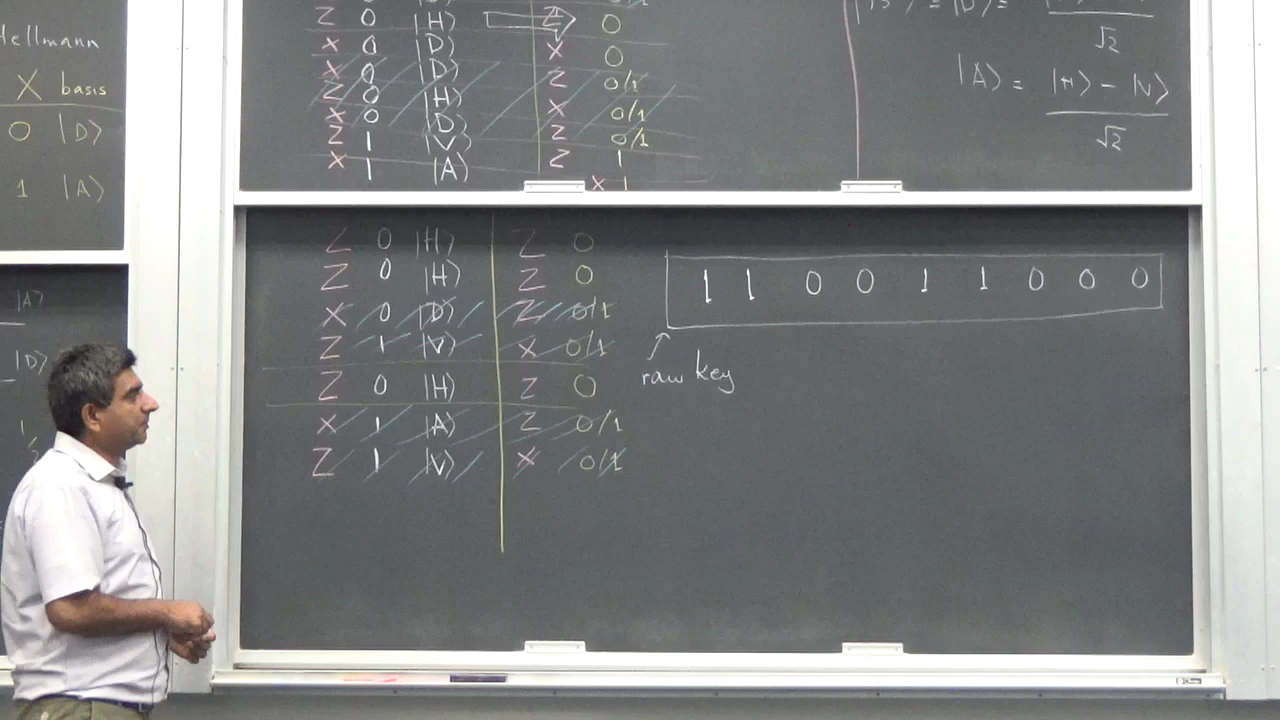 Hellmann
X basis
0 |D⟩
1 |A⟩
|A⟩
|D⟩
Z 0 |H⟩ Z 0
X 0 |D⟩ X 0
X 0 |D⟩ Z 0/1
Z 0 |H⟩ X 0/1
X 0 |D⟩ Z 0/1
Z 1 |V⟩ Z 1
X 1 |A⟩ X 1
√2
|A⟩ = |H⟩ - |V⟩
√2
Z 0 |H⟩ Z 0
Z 0 |H⟩ Z 0
X 0 |D⟩ Z 0/1
Z 1 |V⟩ X 0/1
Z 0 |H⟩ Z 0
X 1 |A⟩ Z 0/1
Z 1 |V⟩ X 0/1
1 1 0 0 1 1 0 0 0
raw key